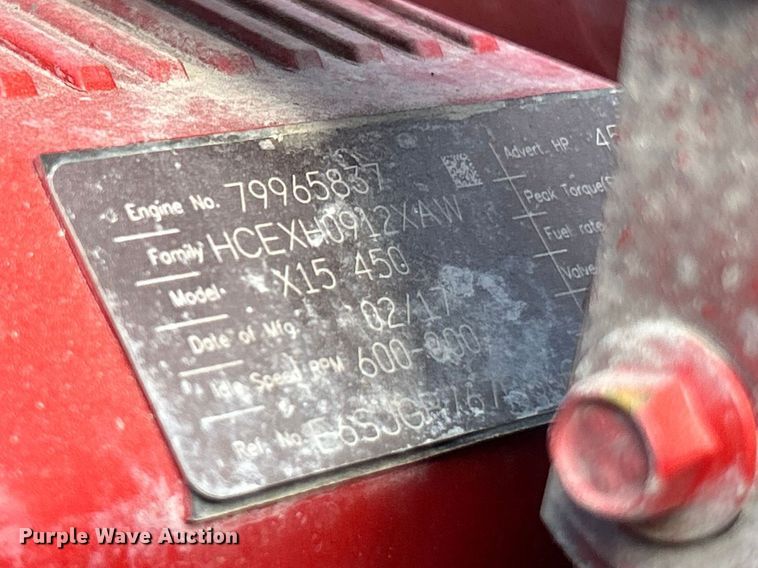 Engine No. 79965837
Family HCEXH0912XAW
Model X15 450
Date of Mfg. 02/17
Idle Speed RPM 600-800
Ref. No.
Advert. HP 45
Peak Torque
Fuel rate
Valve
Purple Wave Auction